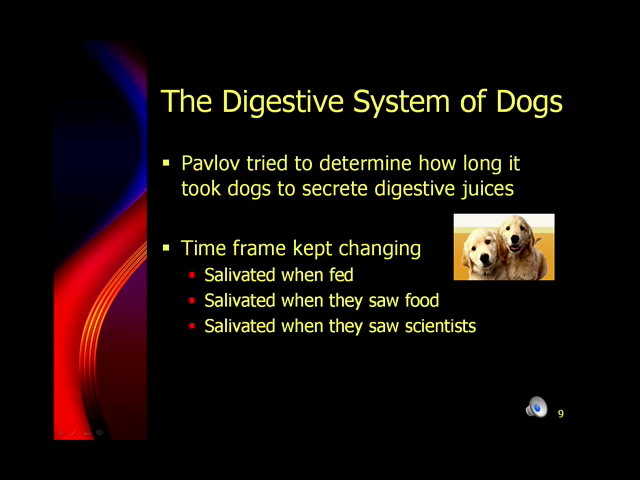 The Digestive System of Dogs
▪ Pavlov tried to determine how long it
took dogs to secrete digestive juices
▪ Time frame kept changing
▪ Salivated when fed
▪ Salivated when they saw food
▪ Salivated when they saw scientists
9